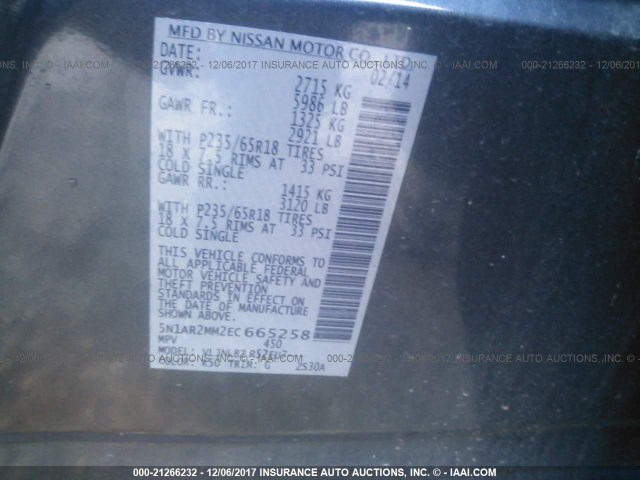 MFD BY NISSAN MOTOR CO., LTD.
DATE: 02/14
GVWR: 2715 KG
5986 LB
GAWR FR.: 1325 KG
2921 LB
WITH P235/65R18 TIRES
18 X 7.5 RIMS AT 33 PSI
COLD SINGLE
GAWR RR.: 1415 KG
3120 LB
WITH P235/65R18 TIRES
18 X 7.5 RIMS AT 33 PSI
COLD SINGLE
THIS VEHICLE CONFORMS TO
ALL APPLICABLE FEDERAL
MOTOR VEHICLE SAFETY AND
THEFT PREVENTION
STANDARDS IN EFFECT ON
THE DATE OF MANUFACTURE
SHOWN ABOVE.
5N1AR2MM2EC665258
MPV 450
MODEL:
COLOR: K50 TRIM: G 2S30A
000-21266232 - 12/06/2017 INSURANCE AUTO AUCTIONS, INC. - IAAI.COM